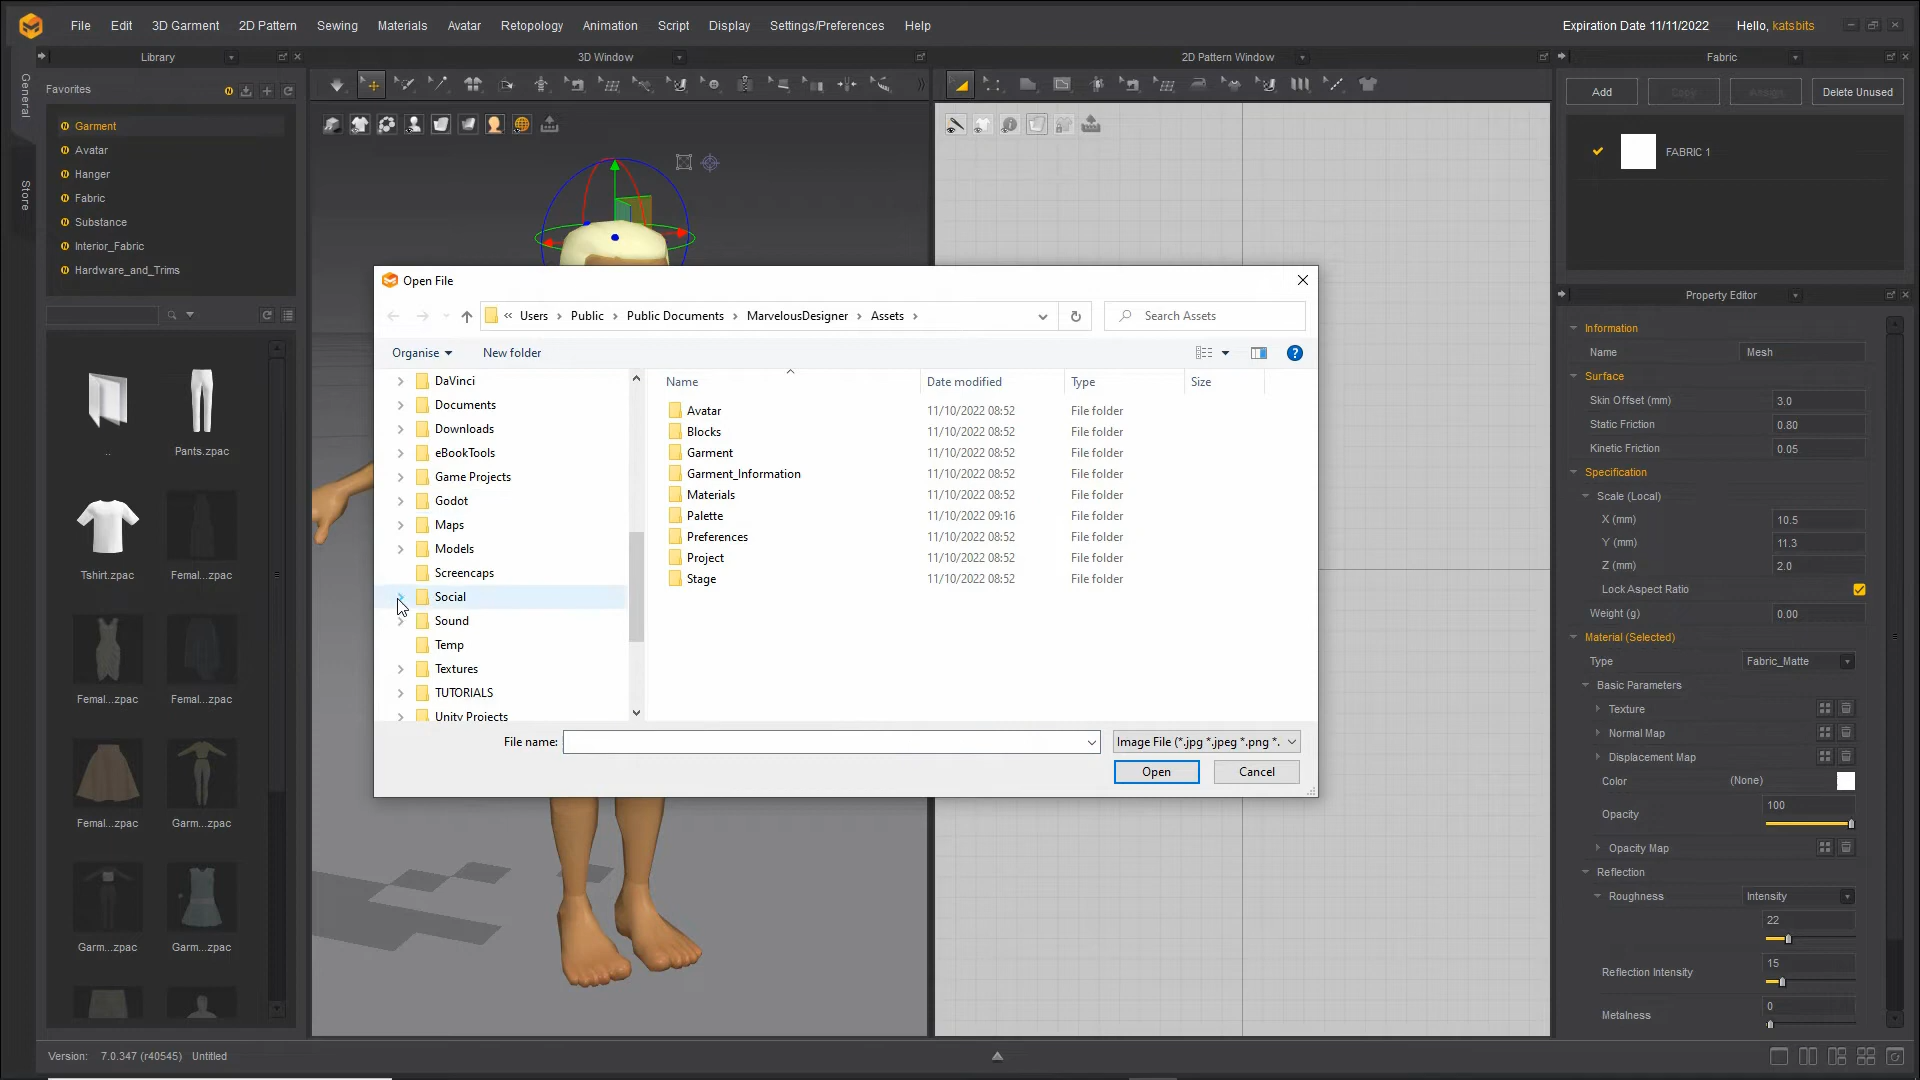 File Edit 3D Garment 2D Pattern Sewing Materials Avatar Retopology Animation Script Display Settings/Preferences Help Expiration Date 11/11/2022 Hello, katsbits
Library 3D Window 2D Pattern Window Fabric
General
Store
Favorites
Garment
Avatar
Hanger
Fabric
Substance
Interior_Fabric
Hardware_and_Trims
..
Pants.zpac
Tshirt.zpac
Femal...zpac
Femal...zpac
Femal...zpac
Femal...zpac
Garm...zpac
Garm...zpac
Garm...zpac
Open File
« Users › Public › Public Documents › MarvelousDesigner › Assets ›
Search Assets
Organise New folder
DaVinci
Documents
Downloads
eBookTools
Game Projects
Godot
Maps
Models
Screencaps
Social
Sound
Temp
Textures
TUTORIALS
Unity Projects
Name Date modified Type Size
Avatar 11/10/2022 08:52 File folder
Blocks 11/10/2022 08:52 File folder
Garment 11/10/2022 08:52 File folder
Garment_Information 11/10/2022 08:52 File folder
Materials 11/10/2022 08:52 File folder
Palette 11/10/2022 09:16 File folder
Preferences 11/10/2022 08:52 File folder
Project 11/10/2022 08:52 File folder
Stage 11/10/2022 08:52 File folder
File name: Image File (*.jpg *.jpeg *.png *.
Open Cancel
Add Copy Assign Delete Unused
FABRIC 1
Property Editor
Information
Name Mesh
Surface
Skin Offset (mm) 3.0
Static Friction 0.80
Kinetic Friction 0.05
Specification
Scale (Local)
X (mm) 10.5
Y (mm) 11.3
Z (mm) 2.0
Lock Aspect Ratio
Weight (g) 0.00
Material (Selected)
Type Fabric_Matte
Basic Parameters
Texture
Normal Map
Displacement Map
Color (None)
Opacity 100
Opacity Map
Reflection
Roughness Intensity
22
Reflection Intensity 15
Metalness 0
Version: 7.0.347 (r40545) Untitled